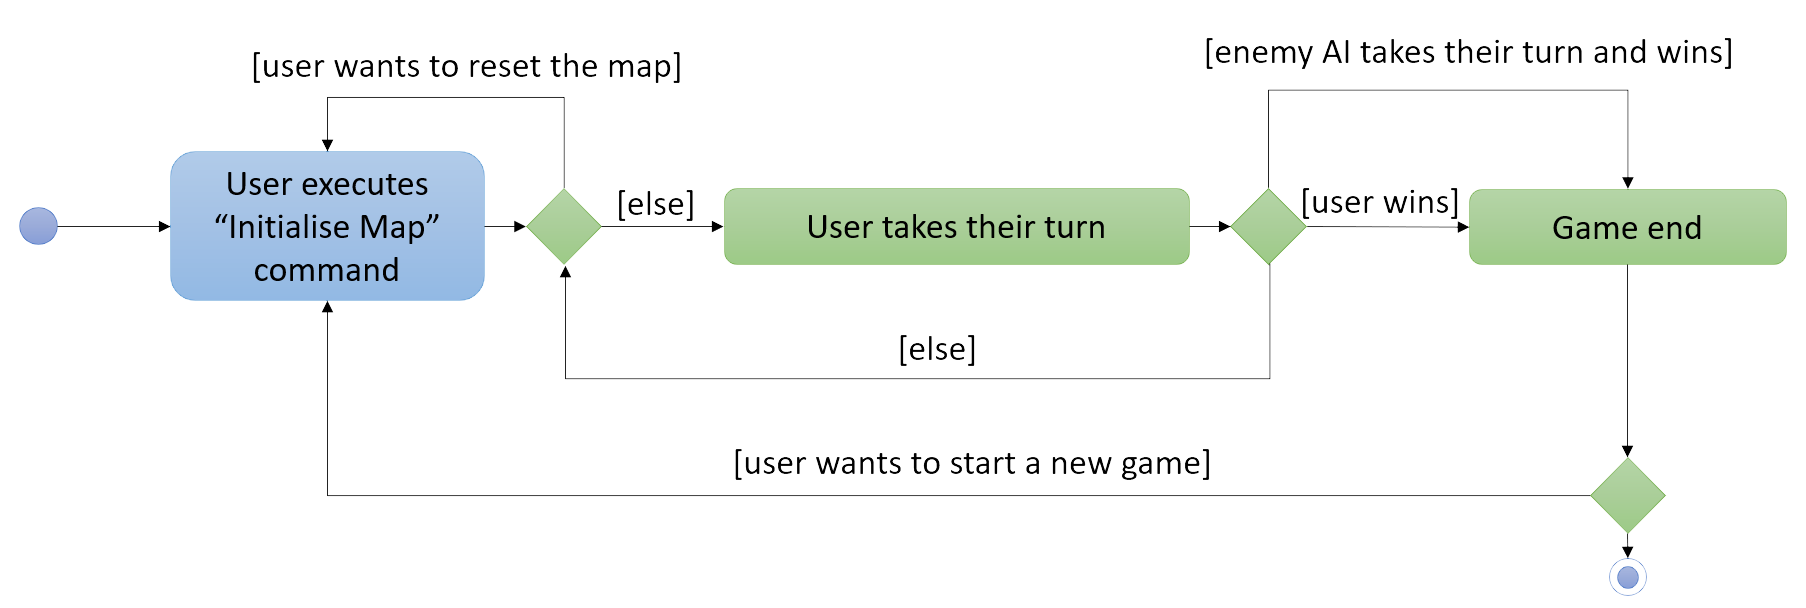 [user wants to reset the map]
[enemy AI takes their turn and wins]
User executes
“Initialise Map”
command
[else]
User takes their turn
[user wins]
Game end
[else]
[user wants to start a new game]